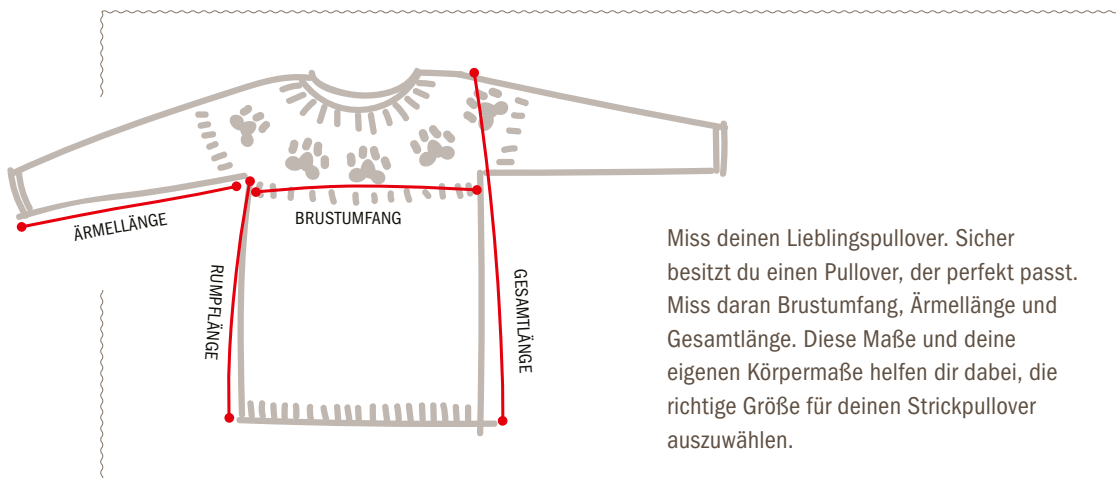 ÄRMELLÄNGE
BRUSTUMFANG
RUMPFLÄNGE
GESAMTLÄNGE
Miss deinen Lieblingspullover. Sicher
besitzt du einen Pullover, der perfekt passt.
Miss daran Brustumfang, Ärmellänge und
Gesamtlänge. Diese Maße und deine
eigenen Körpermaße helfen dir dabei, die
richtige Größe für deinen Strickpullover
auszuwählen.